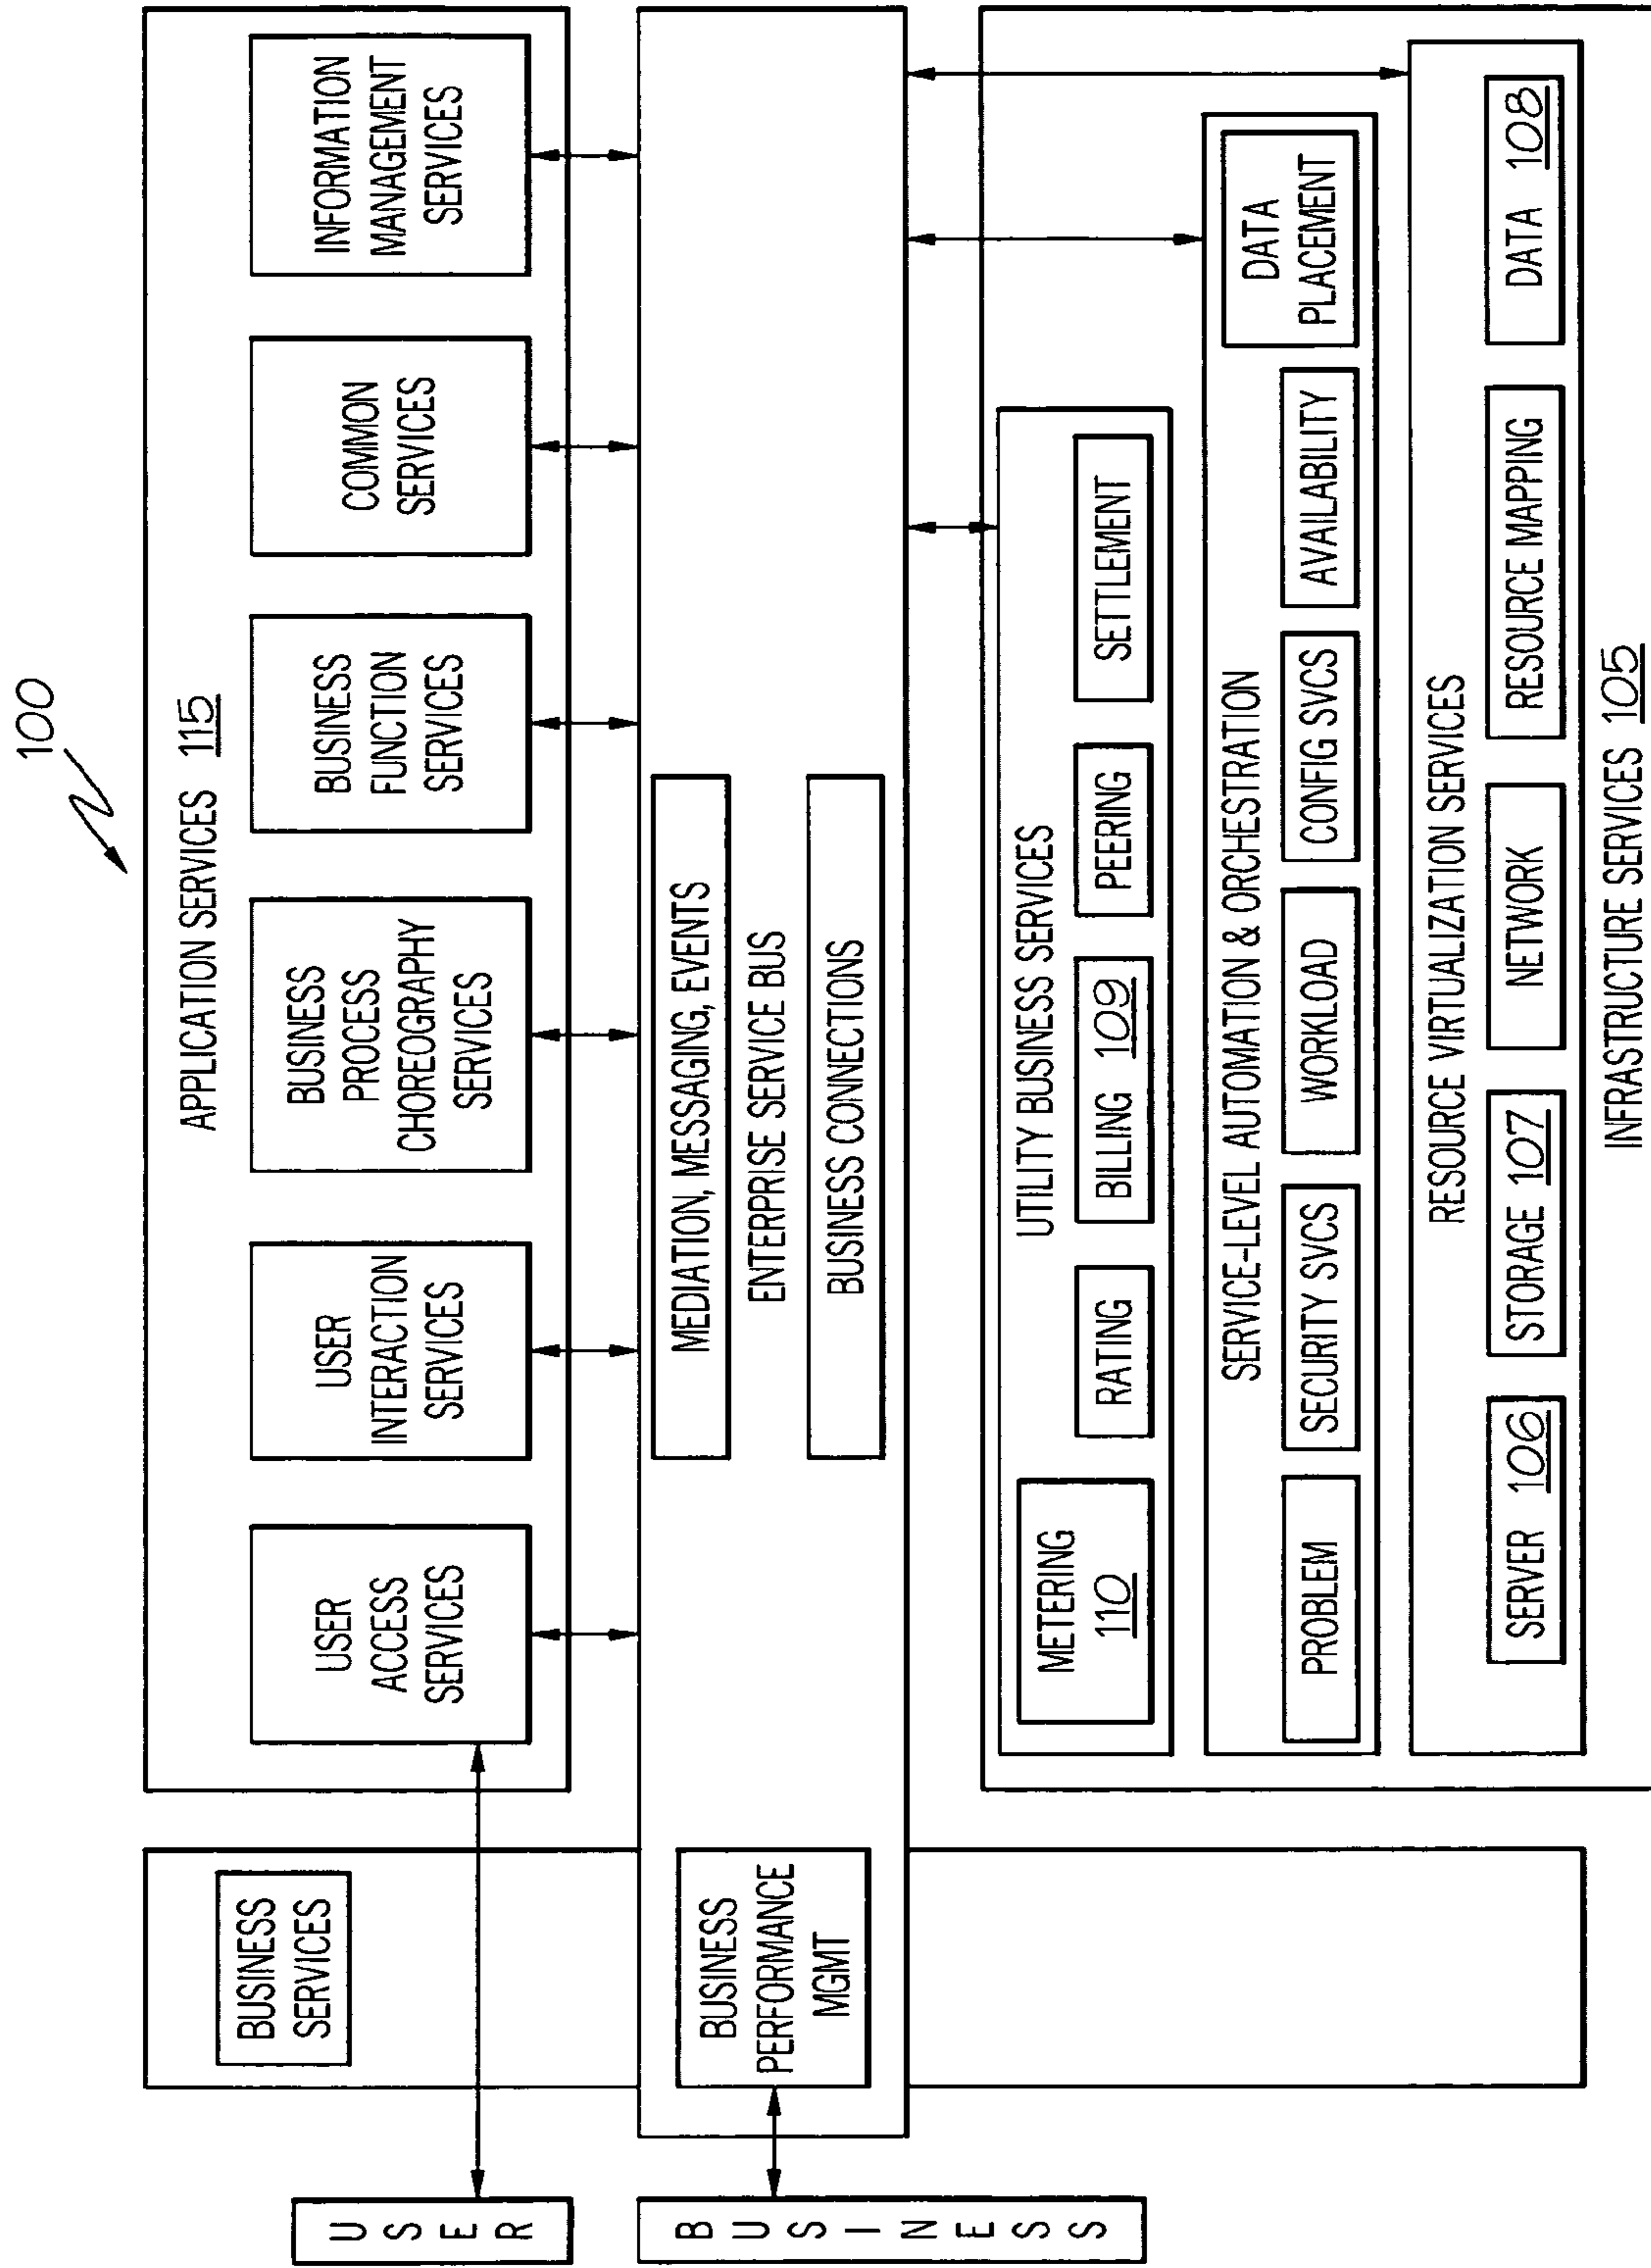 100
APPLICATION SERVICES 115
BUSINESS
SERVICES
USER
ACCESS
SERVICES
USER
INTERACTION
SERVICES
BUSINESS
PROCESS
CHOREOGRAPHY
SERVICES
BUSINESS
FUNCTION
SERVICES
COMMON
SERVICES
INFORMATION
MANAGEMENT
SERVICES
USER
BUSINESS
BUSINESS
PERFORMANCE
MGMT
MEDIATION, MESSAGING, EVENTS
ENTERPRISE SERVICE BUS
BUSINESS CONNECTIONS
UTILITY BUSINESS SERVICES
METERING
110
RATING
BILLING 109
PEERING
SETTLEMENT
SERVICE-LEVEL AUTOMATION & ORCHESTRATION
PROBLEM
SECURITY SVCS
WORKLOAD
CONFIG SVCS
AVAILABILITY
DATA
PLACEMENT
RESOURCE VIRTUALIZATION SERVICES
SERVER 106
STORAGE 107
NETWORK
RESOURCE MAPPING
DATA 108
INFRASTRUCTURE SERVICES 105